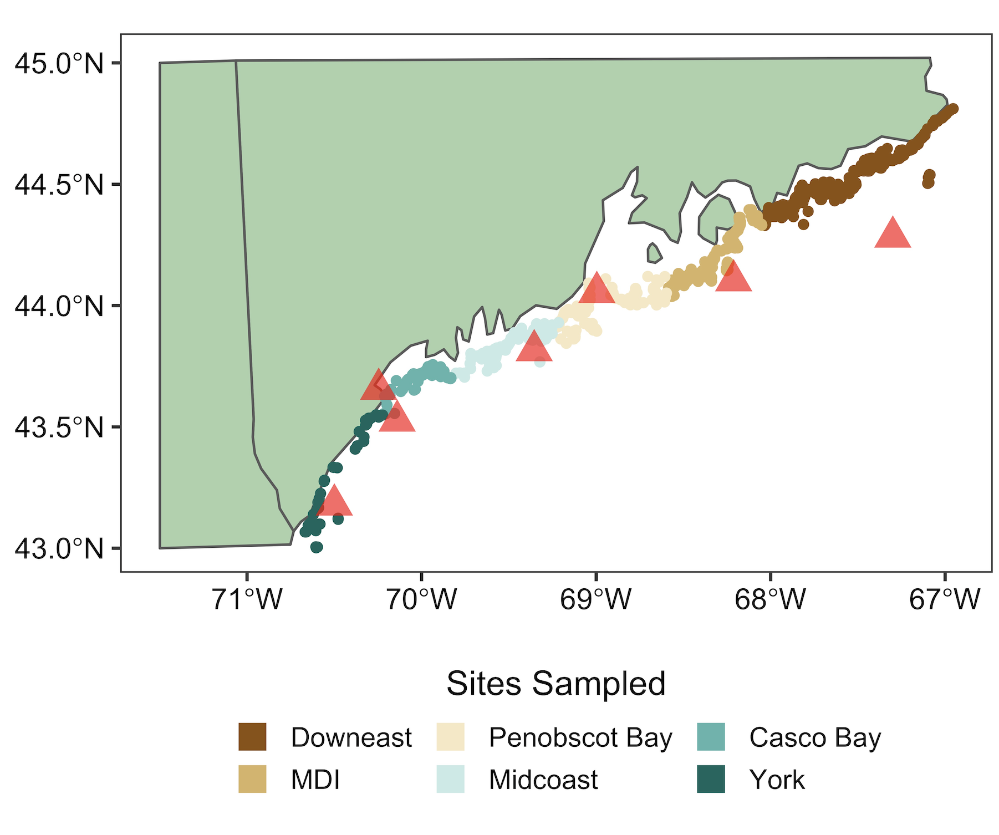 45.0°N
44.5°N
44.0°N
43.5°N
43.0°N
71°W 70°W 69°W 68°W 67°W
Sites Sampled
Downeast Penobscot Bay Casco Bay
MDI Midcoast York